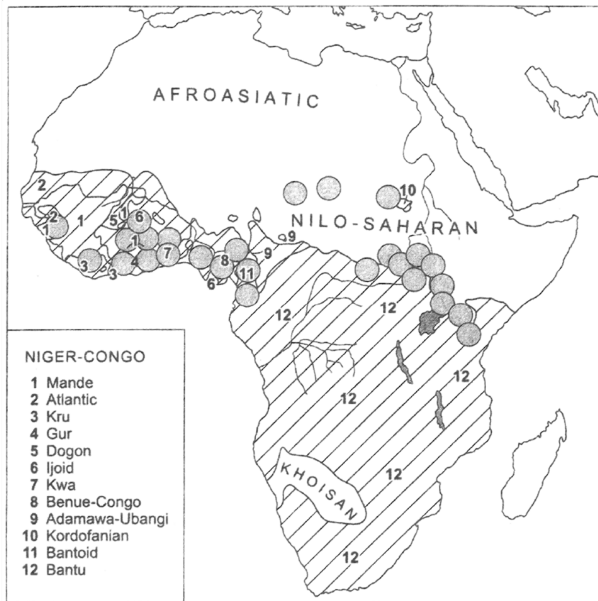 AFROASIATIC
2
10
1
5
6
2
1
NILO-SAHARAN
1
1
9
7
9
8
3
4
3
11
6
12
12
12
12
KHOISAN
12
12
NIGER-CONGO
1 Mande
2 Atlantic
3 Kru
4 Gur
5 Dogon
6 Ijoid
7 Kwa
8 Benue-Congo
9 Adamawa-Ubangi
10 Kordofanian
11 Bantoid
12 Bantu